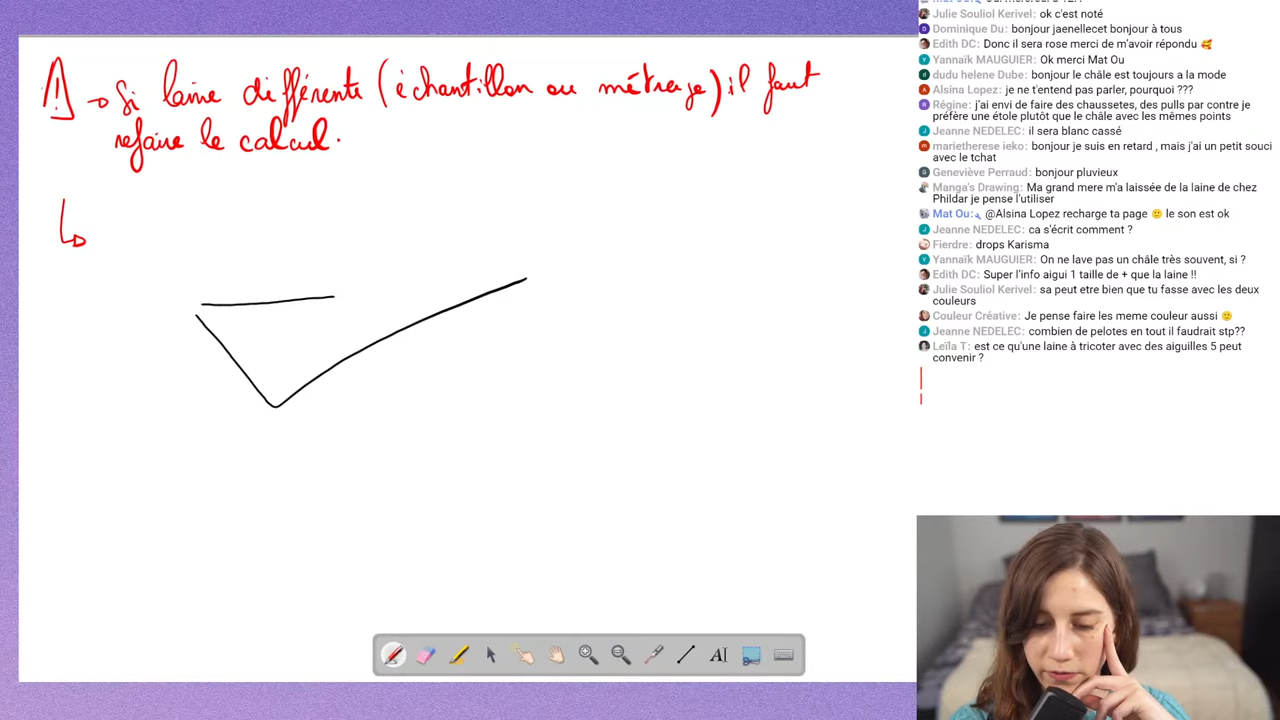 ⚠ → Si laine différente (échantillon ou métrage) il faut
refaire le calcul.
Julie Souliol Kerivel: ok c'est noté
Dominique Du: bonjour jaenellecet bonjour à tous
Edith DC: Donc il sera rose merci de m'avoir répondu 🥰
Yannaïk MAUGUIER: Ok merci Mat Ou
dudu helene Dube: bonjour le châle est toujours a la mode
Alsina Lopez: je ne t'entend pas parler, pourquoi ???
Régine: j'ai envi de faire des chaussetes, des pulls par contre je
préfère une étole plutôt que le châle avec les mêmes points
Jeanne NEDELEC: il sera blanc cassé
marietherese ieko: bonjour je suis en retard , mais j'ai un petit souci
avec le tchat
Geneviève Perraud: bonjour pluvieux
Manga's Drawing: Ma grand mere m'a laissée de la laine de chez
Phildar je pense l'utiliser
Mat Ou: @Alsina Lopez recharge ta page 🙂 le son est ok
Jeanne NEDELEC: ca s'écrit comment ?
Fierdre: drops Karisma
Yannaïk MAUGUIER: On ne lave pas un châle très souvent, si ?
Edith DC: Super l'info aigui 1 taille de + que la laine !!
Julie Souliol Kerivel: sa peut etre bien que tu fasse avec les deux
couleurs
Couleur Créative: Je pense faire les meme couleur aussi 🙂
Jeanne NEDELEC: combien de pelotes en tout il faudrait stp??
Leïla T: est ce qu'une laine à tricoter avec des aiguilles 5 peut
convenir ?